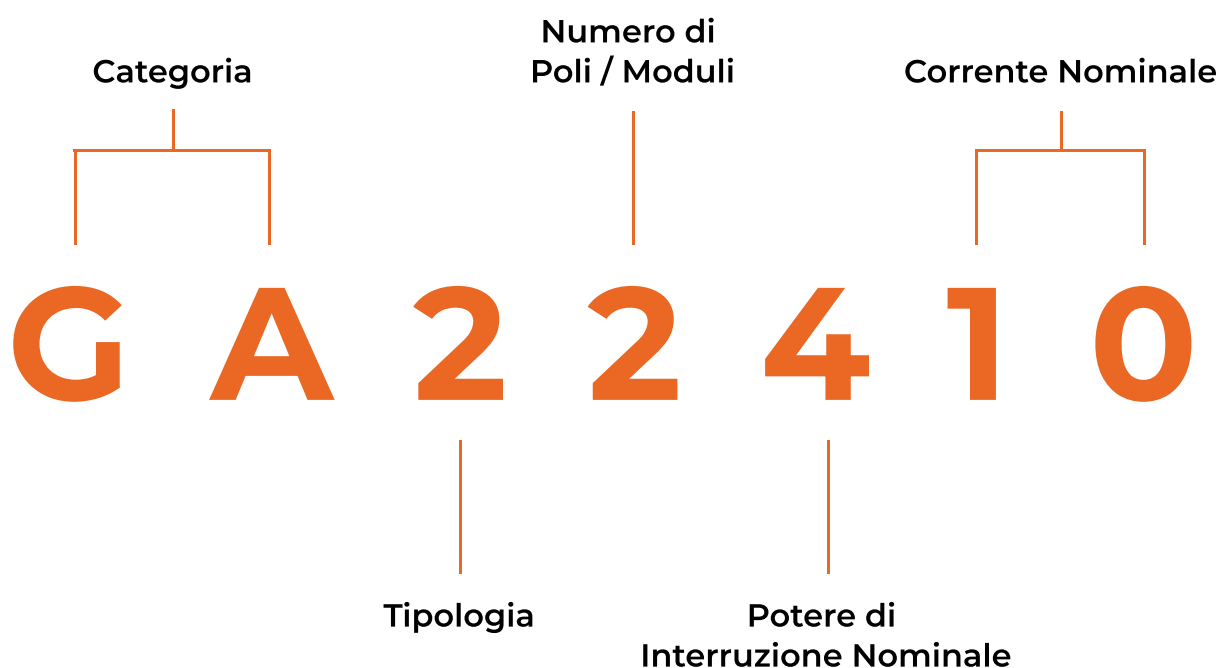 Categoria
Numero di
Poli / Moduli
Corrente Nominale
G A 2 2 4 1 0
Tipologia
Potere di
Interruzione Nominale